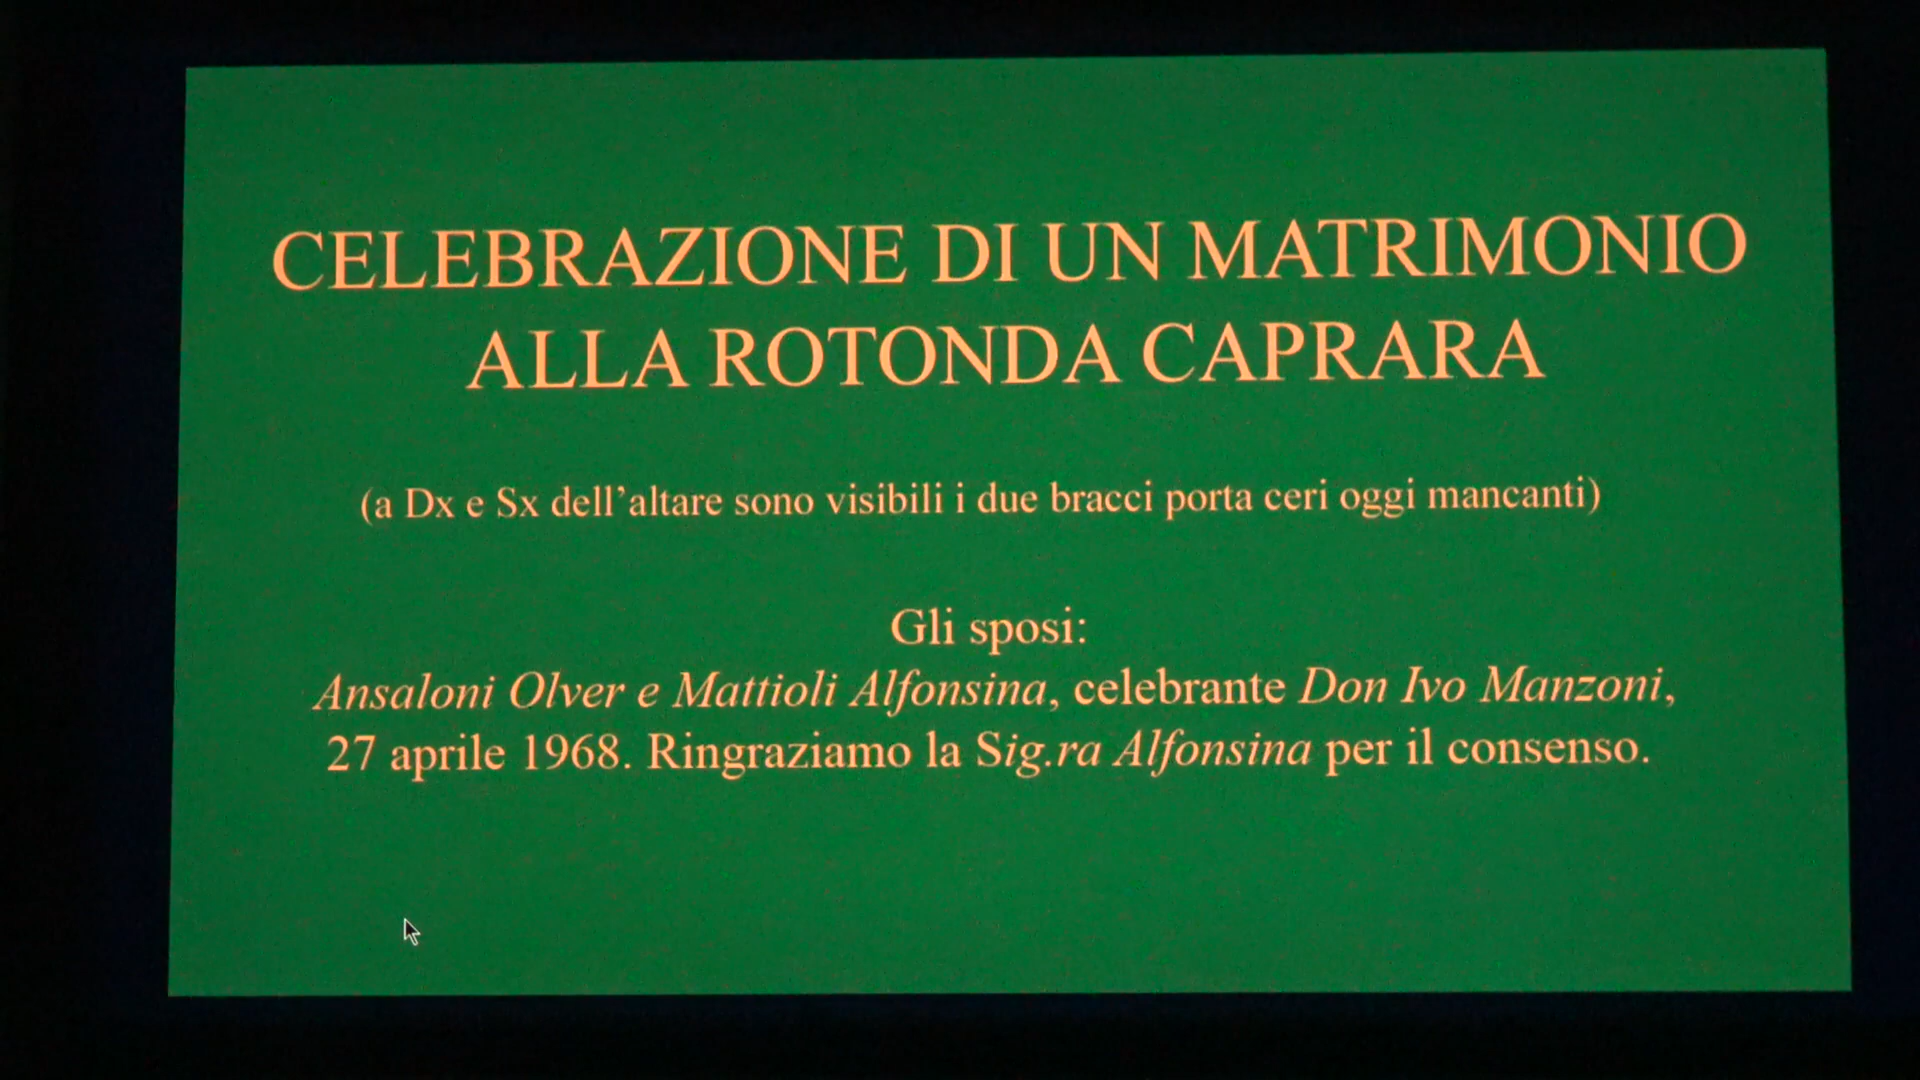 CELEBRAZIONE DI UN MATRIMONIO
ALLA ROTONDA CAPRARA
(a Dx e Sx dell’altare sono visibili i due bracci porta ceri oggi mancanti)
Gli sposi:
Ansaloni Olver e Mattioli Alfonsina, celebrante Don Ivo Manzoni,
27 aprile 1968. Ringraziamo la Sig.ra Alfonsina per il consenso.